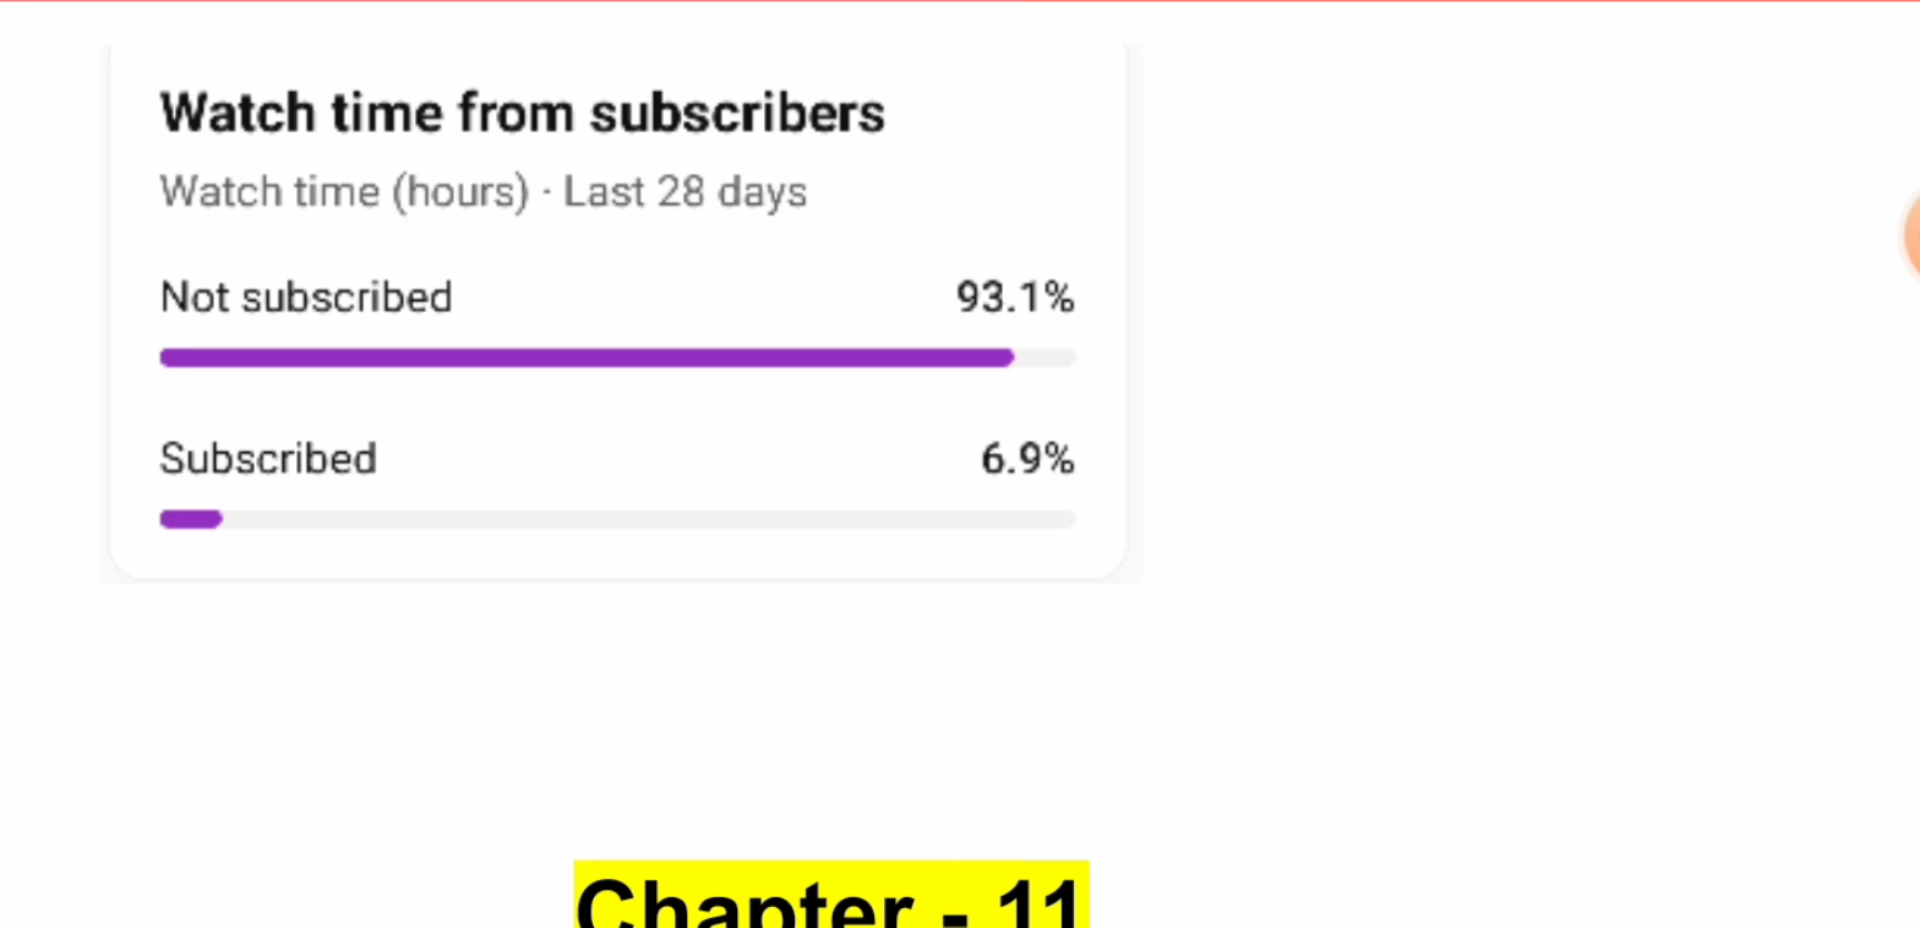 Watch time from subscribers
Watch time (hours) · Last 28 days
Not subscribed 93.1%
Subscribed 6.9%
Chapter - 11